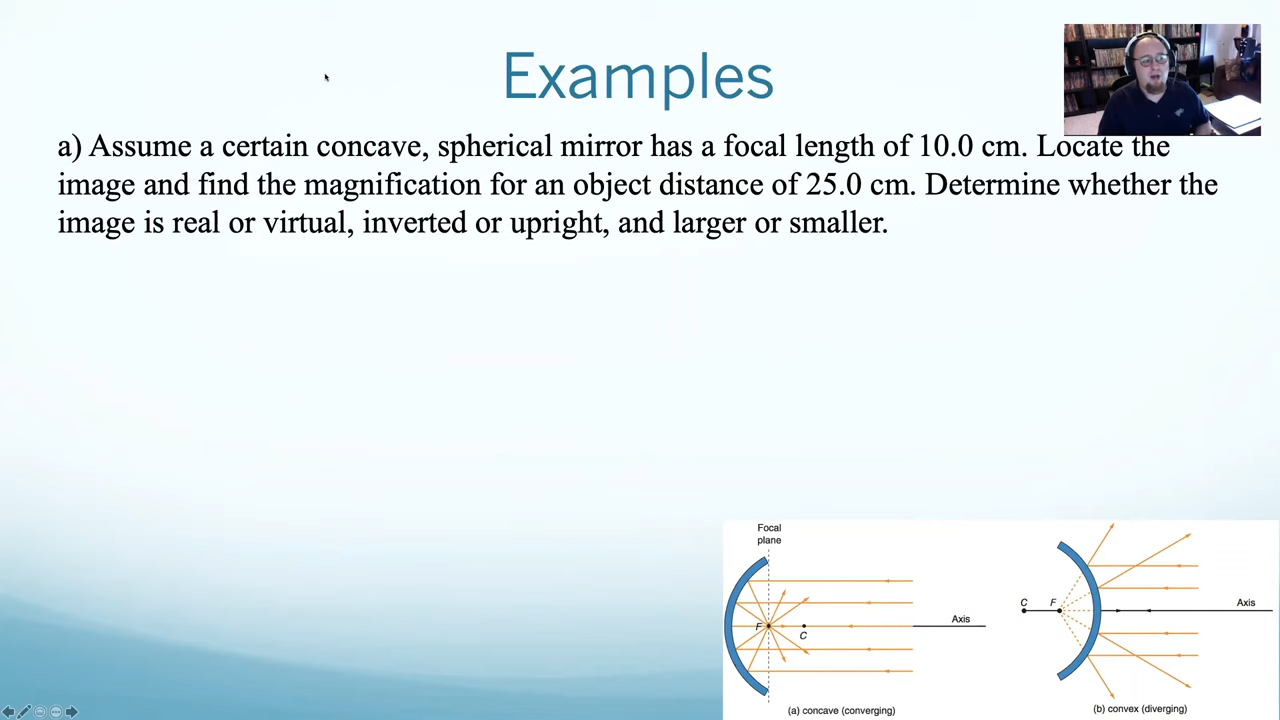 Examples
a) Assume a certain concave, spherical mirror has a focal length of 10.0 cm. Locate the
image and find the magnification for an object distance of 25.0 cm. Determine whether the
image is real or virtual, inverted or upright, and larger or smaller.
Focal
plane
F
C
Axis
(a) concave (converging)
C
F
Axis
(b) convex (diverging)